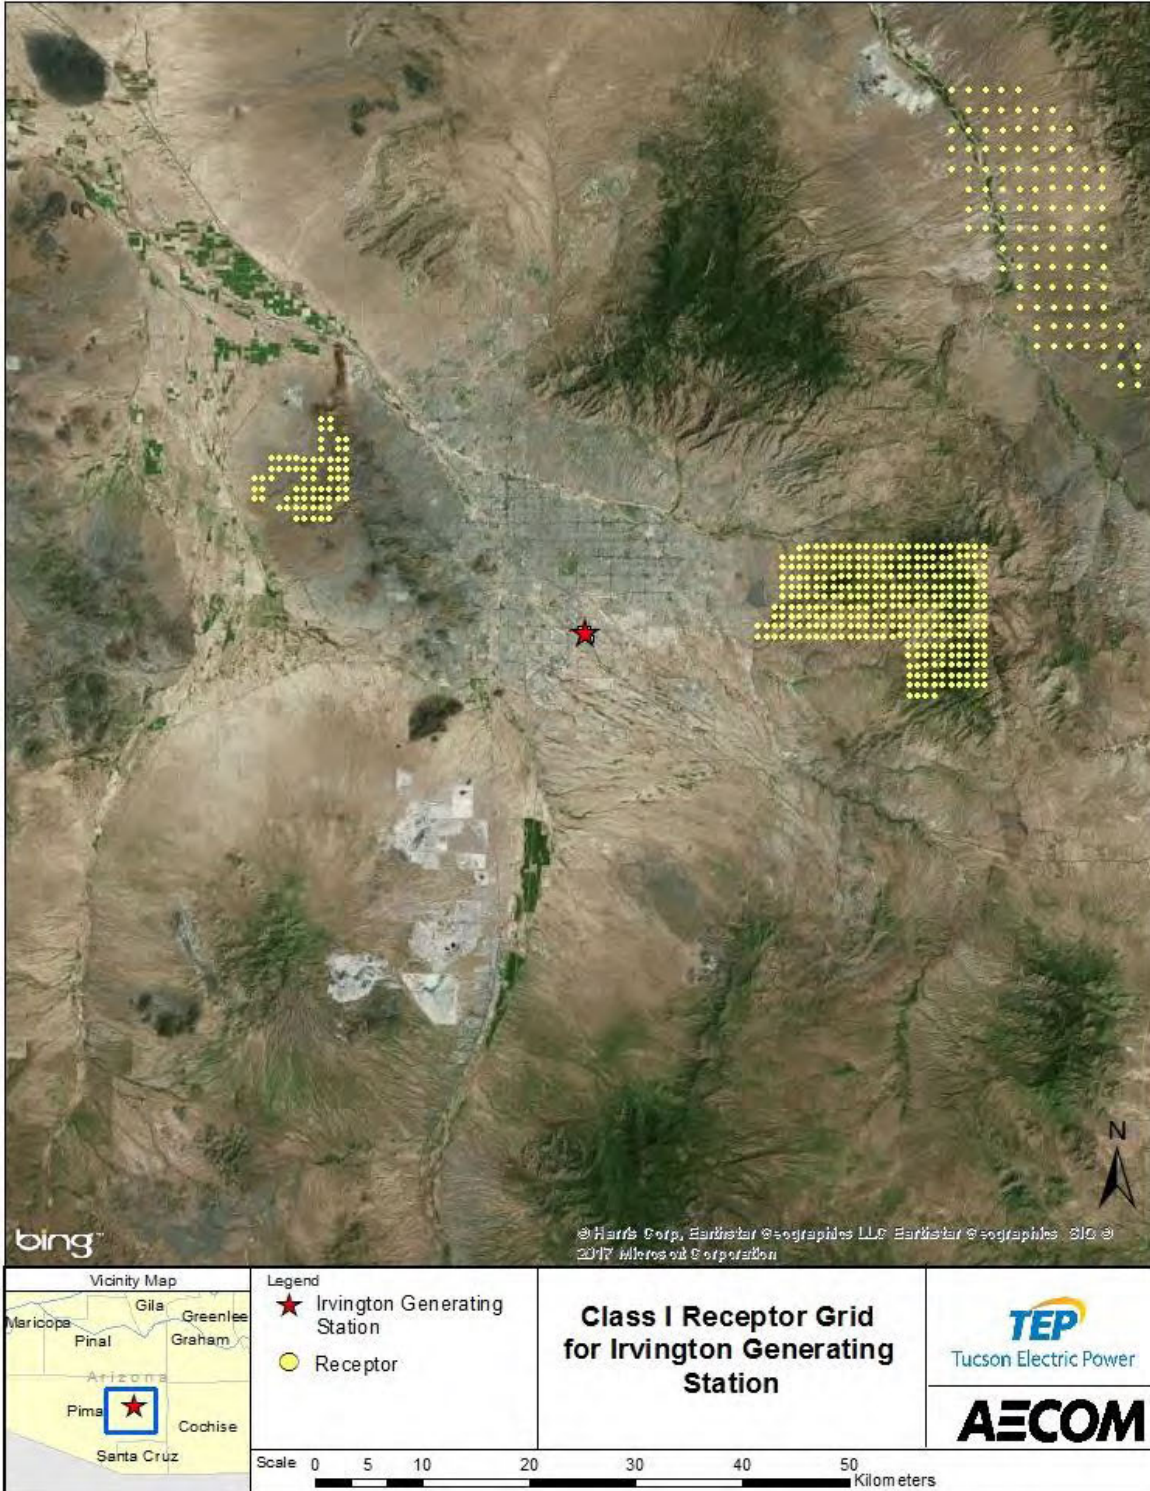 N
bing™
© Harris Corp, Earthstar Geographics LLC Earthstar Geographics SIO ©
2017 Microsoft Corporation
Vicinity Map
Gila
Greenlee
Maricopa
Pinal
Graham
Arizona
Pima
Cochise
Santa Cruz
Legend
Irvington Generating
Station
Receptor
Class I Receptor Grid
for Irvington Generating
Station
TEP
Tucson Electric Power
AECOM
Scale 0 5 10 20 30 40 50
Kilometers